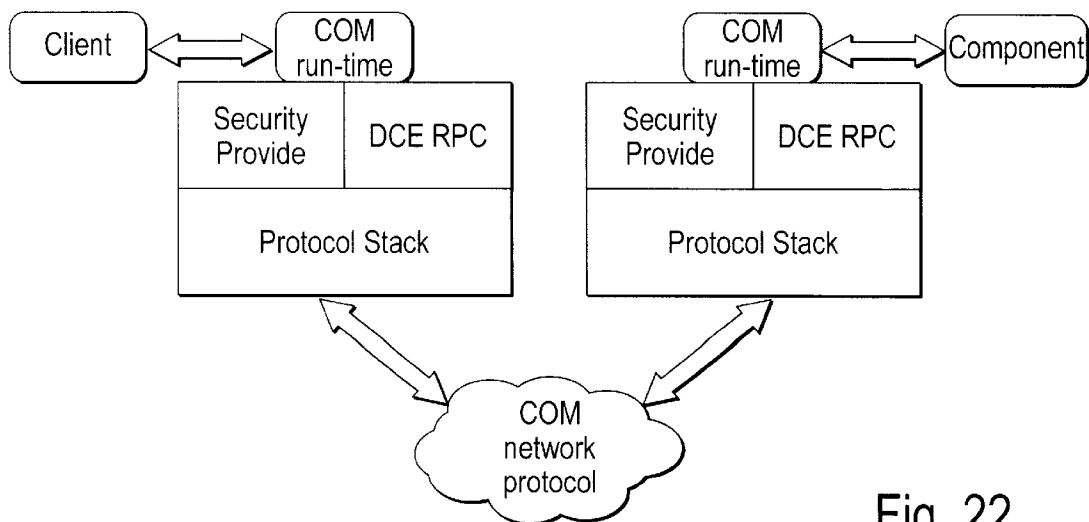 Client
COM
run-time
COM
run-time
Component
Security
Provide
DCE RPC
Security
Provide
DCE RPC
Protocol Stack
Protocol Stack
COM
network
protocol
Fig. 22